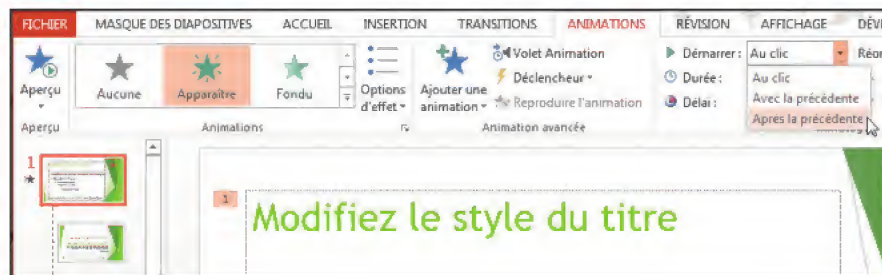 FICHIER MASQUE DES DIAPOSITIVES ACCUEIL INSERTION TRANSITIONS ANIMATIONS RÉVISION AFFICHAGE
Volet Animation Démarrer : Au clic
Déclencheur Durée : Au clic
Aperçu Aucune Apparaître Fondu Options d'effet Ajouter une animation Reproduire l'animation Délai : Avec la précédente
Après la précédente
Aperçu Animations Animation avancée
1
1
Modifiez le style du titre